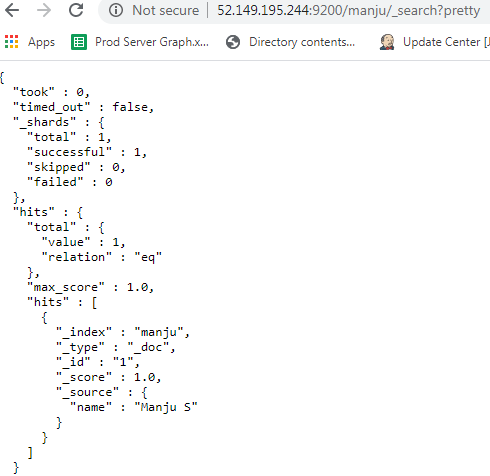 Not secure | 52.149.195.244:9200/manju/_search?pretty
Apps Prod Server Graph.x... Directory contents... Update Center [J
{
  "took" : 0,
  "timed_out" : false,
  "_shards" : {
    "total" : 1,
    "successful" : 1,
    "skipped" : 0,
    "failed" : 0
  },
  "hits" : {
    "total" : {
      "value" : 1,
      "relation" : "eq"
    },
    "max_score" : 1.0,
    "hits" : [
      {
        "_index" : "manju",
        "_type" : "_doc",
        "_id" : "1",
        "_score" : 1.0,
        "_source" : {
          "name" : "Manju S"
        }
      }
    ]
  }